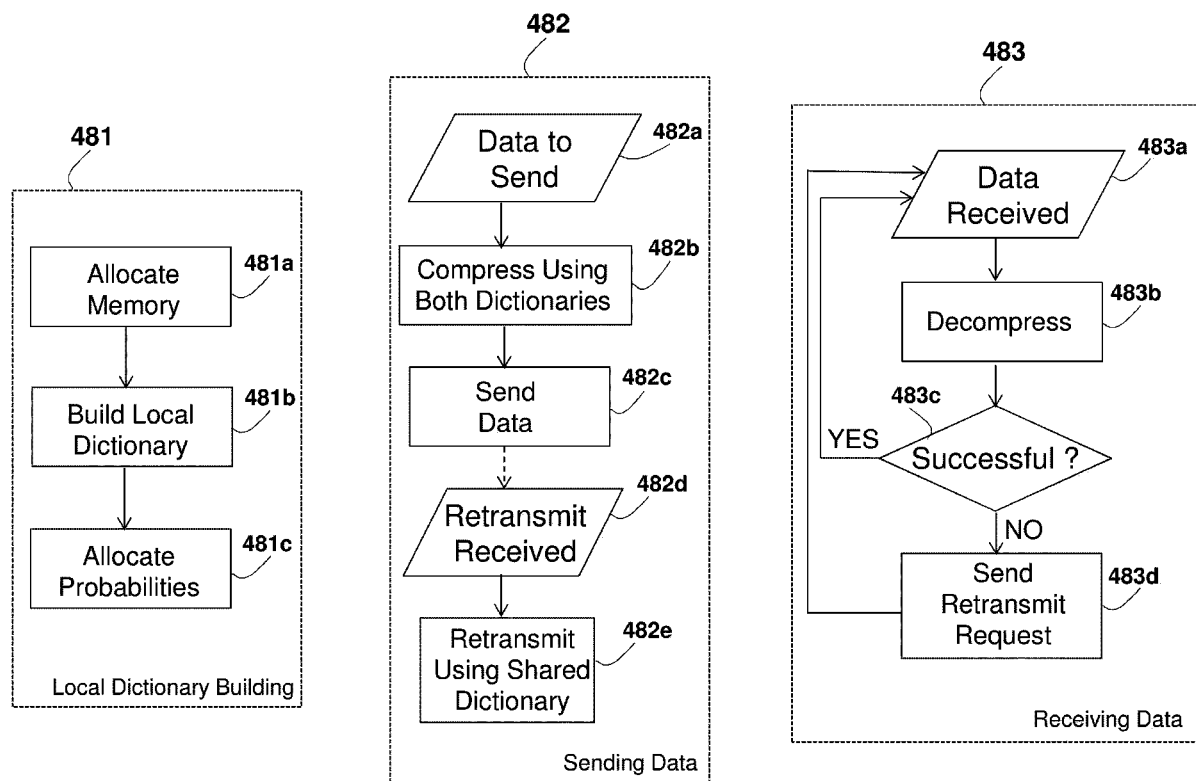 481
Allocate
Memory
481a
Build Local
Dictionary
481b
Allocate
Probabilities
481c
Local Dictionary Building
482
Data to
Send
482a
Compress Using
Both Dictionaries
482b
Send
Data
482c
Retransmit
Received
482d
Retransmit
Using Shared
Dictionary
482e
Sending Data
483
Data
Received
483a
Decompress
483b
483c
YES
Successful ?
NO
Send
Retransmit
Request
483d
Receiving Data